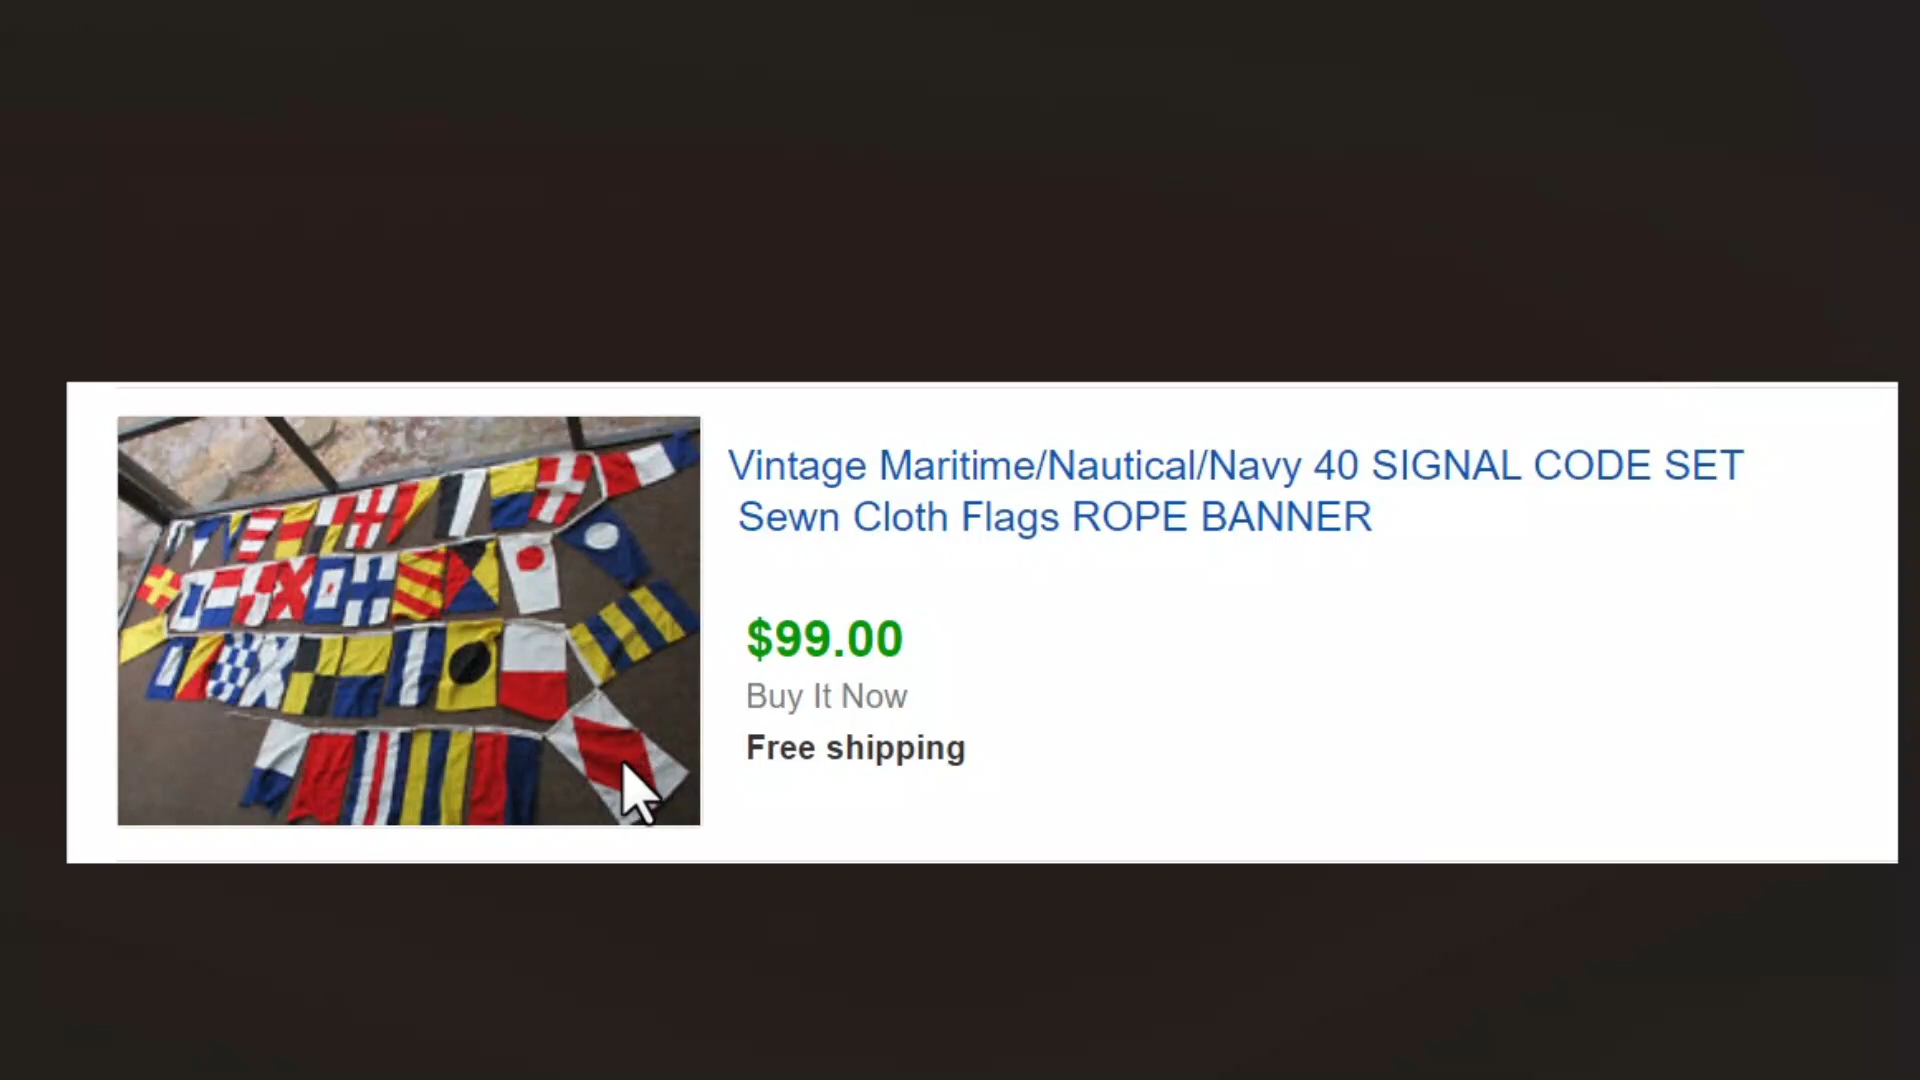 Vintage Maritime/Nautical/Navy 40 SIGNAL CODE SET
Sewn Cloth Flags ROPE BANNER
$99.00
Buy It Now
Free shipping